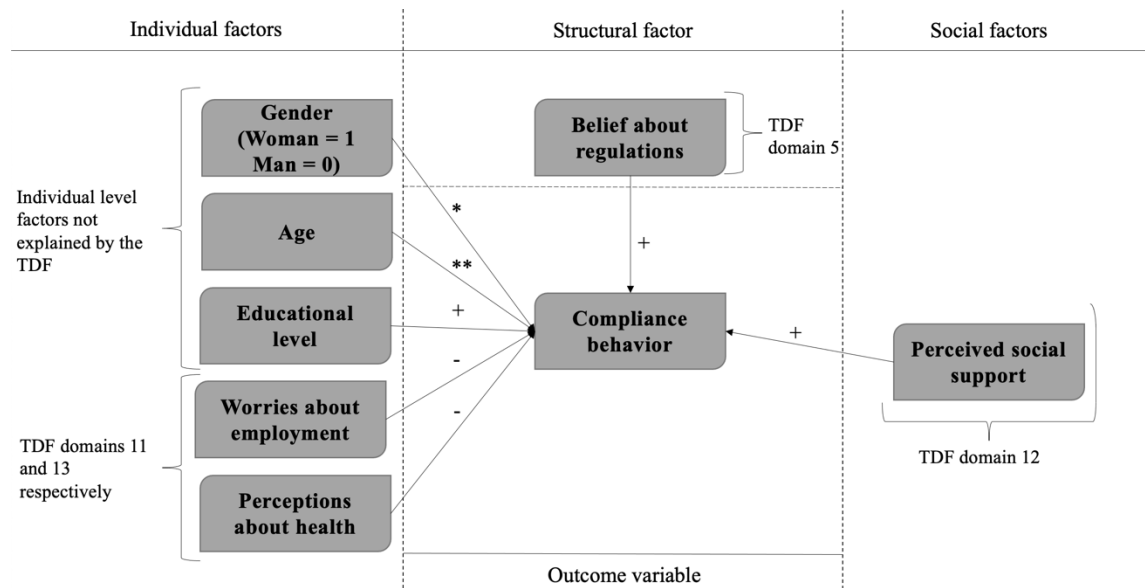 Individual factors
Structural factor
Social factors
Gender
(Woman = 1
Man = 0)
Belief about
regulations
TDF
domain 5
Individual level
factors not
explained by the
TDF
*
Age
+
**
Educational
level
+
Compliance
behavior
+
Perceived social
support
-
Worries about
employment
-
TDF domains 11
and 13
respectively
TDF domain 12
Perceptions
about health
Outcome variable